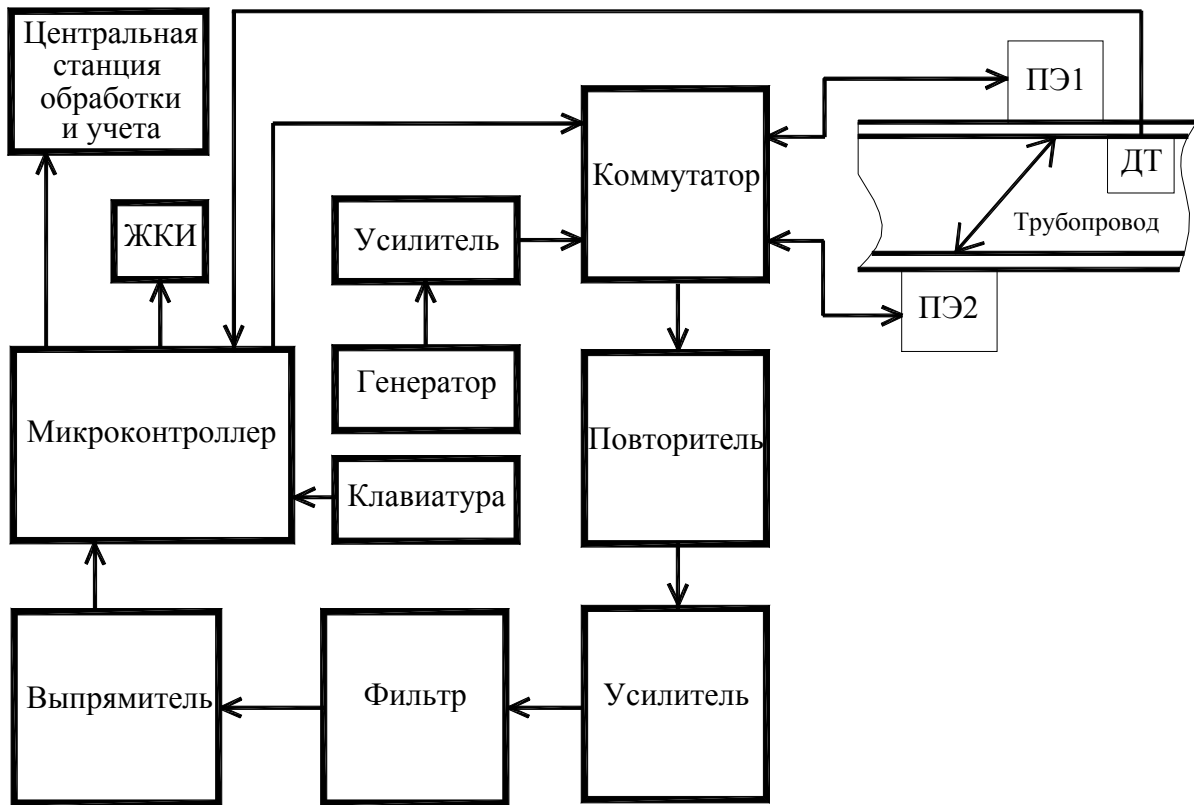 Центральная
станция
обработки
и учета
ПЭ1
Коммутатор
ДТ
ЖКИ
Усилитель
Трубопровод
ПЭ2
Генератор
Микроконтроллер
Повторитель
Клавиатура
Выпрямитель
Фильтр
Усилитель